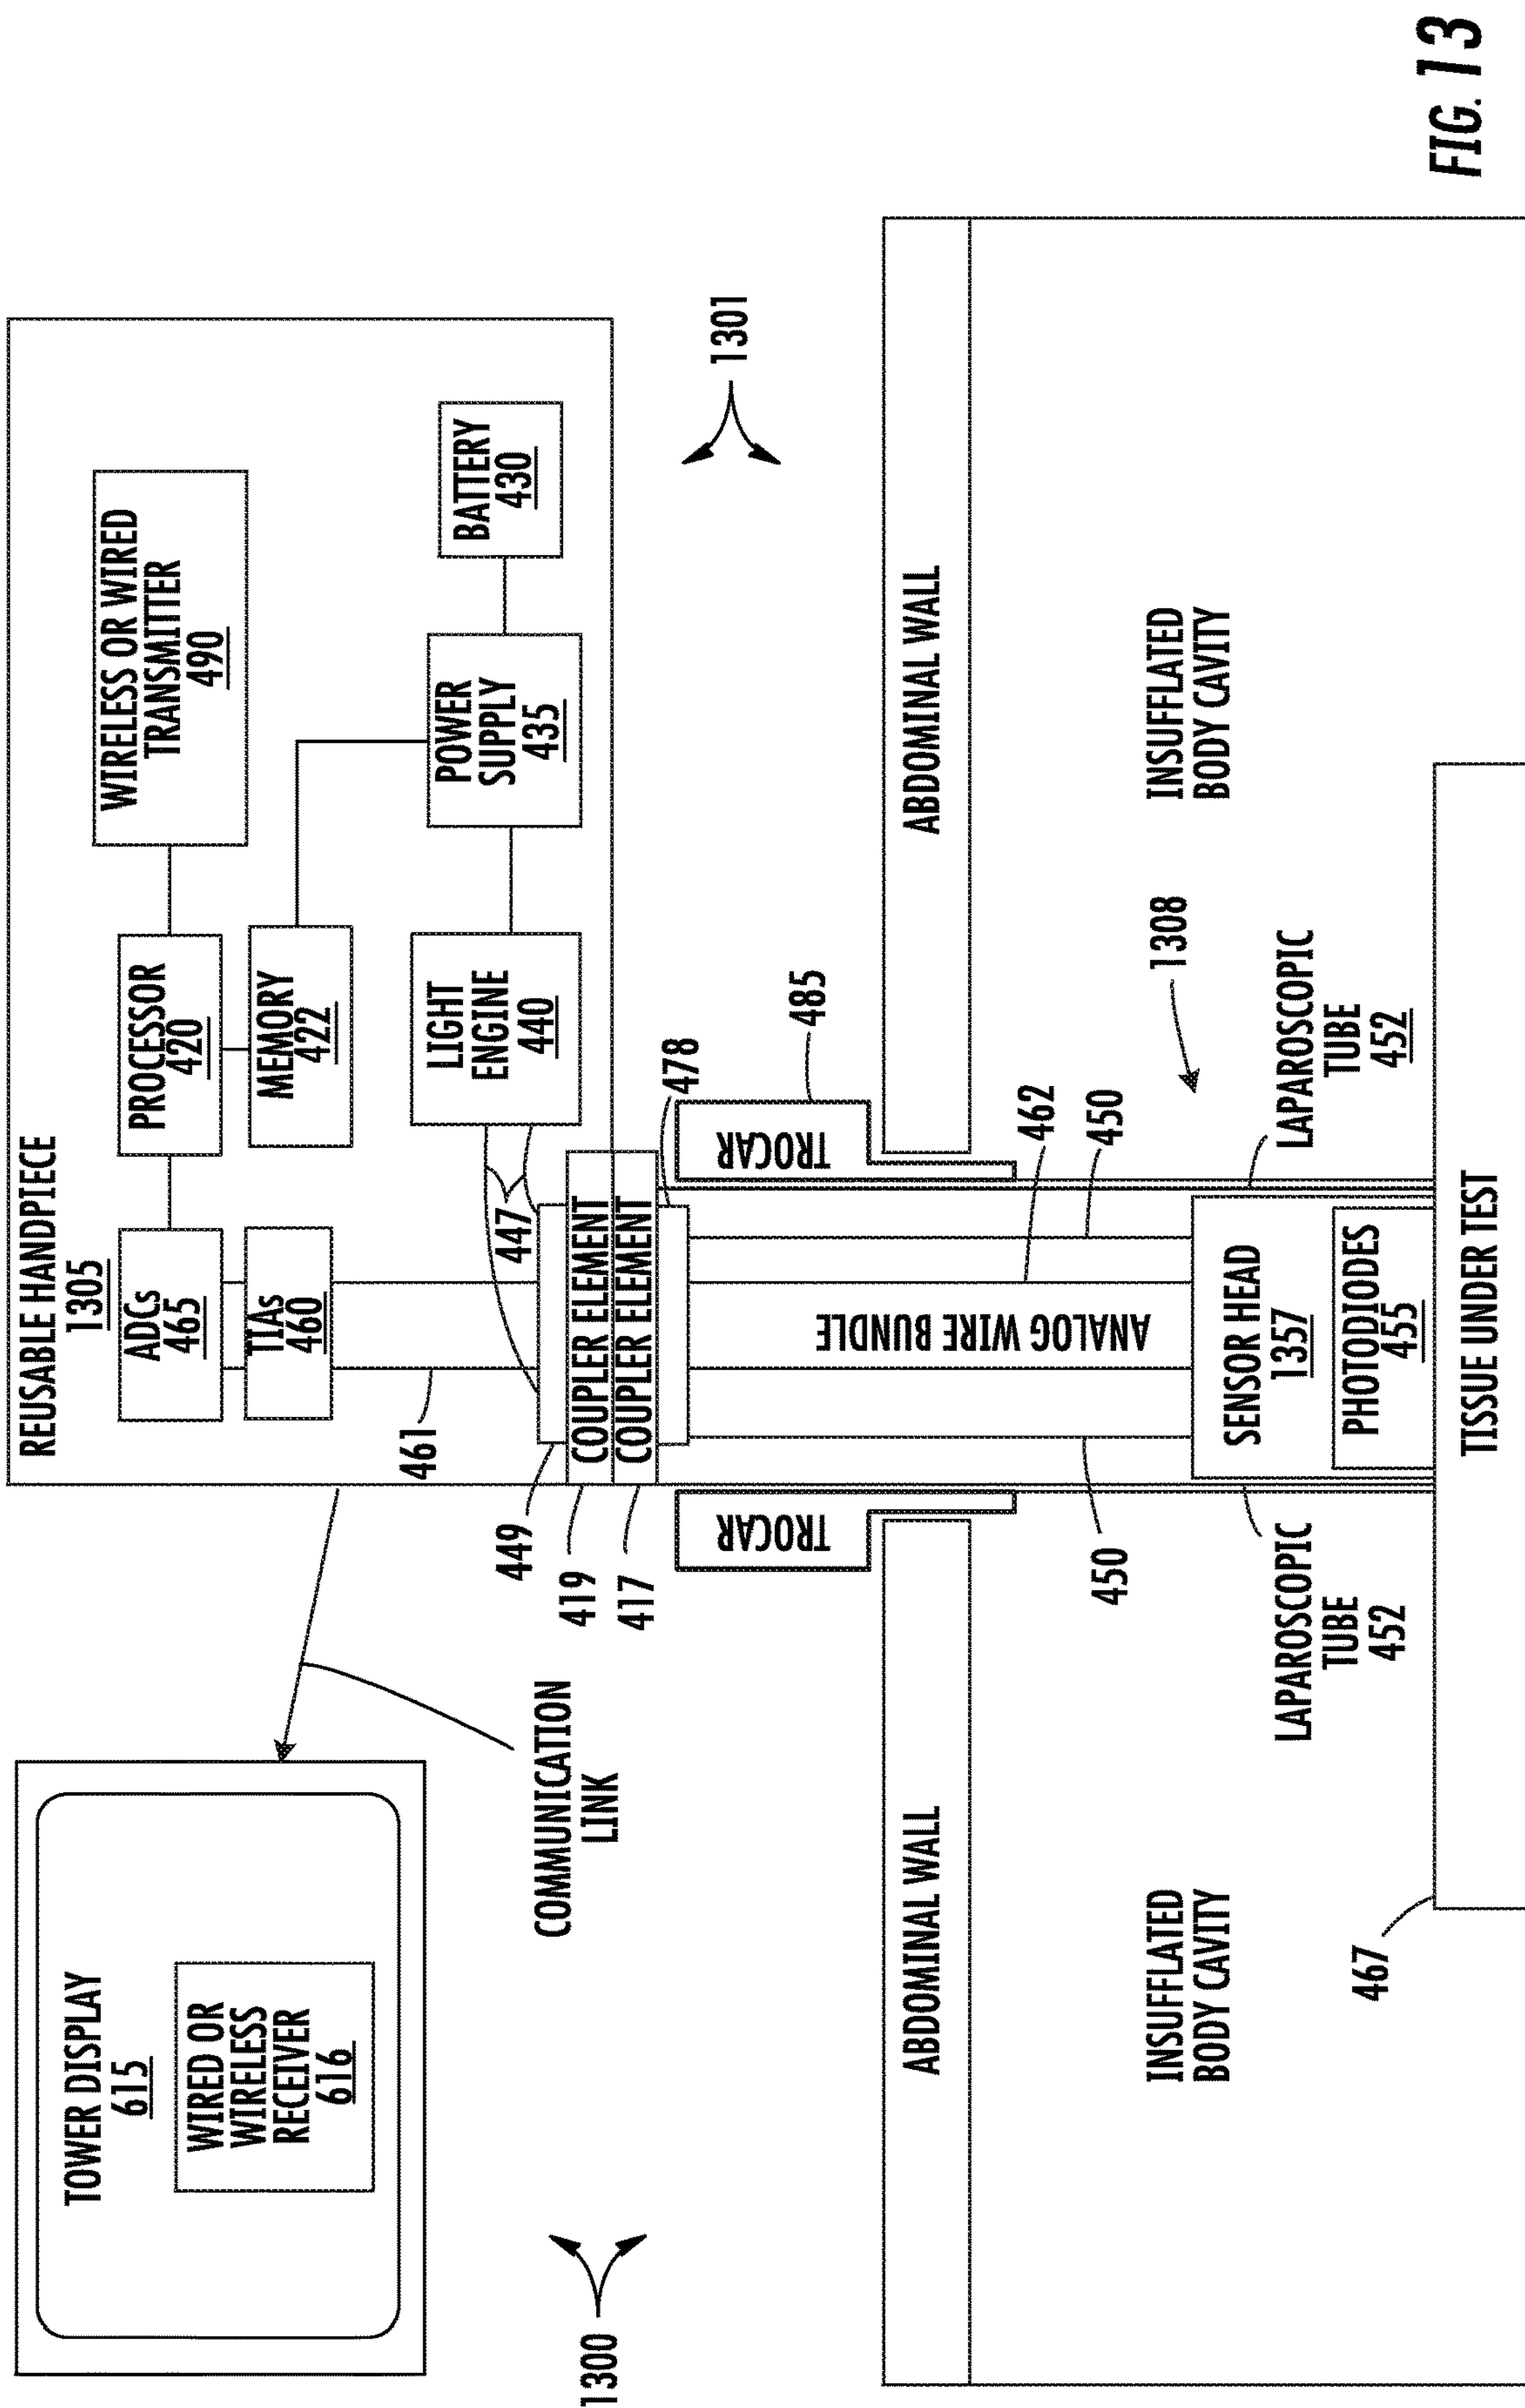 TOWER DISPLAY
615
WIRED OR
WIRELESS
RECEIVER
616
COMMUNICATION
LINK
1300
REUSABLE HANDPIECE
1305
ADCs
465
TIAs
460
PROCESSOR
420
MEMORY
422
WIRELESS OR WIRED
TRANSMITTER
490
LIGHT
ENGINE
440
POWER
SUPPLY
435
BATTERY
430
461
447
449
419
417
COUPLER ELEMENT
COUPLER ELEMENT
478
485
1301
TROCAR
TROCAR
ABDOMINAL WALL
ABDOMINAL WALL
ANALOG WIRE BUNDLE
462
450
450
1308
INSUFFLATED
BODY CAVITY
INSUFFLATED
BODY CAVITY
LAPAROSCOPIC
TUBE
452
LAPAROSCOPIC
TUBE
452
SENSOR HEAD
1357
PHOTODIODES
455
467
TISSUE UNDER TEST
FIG. 13